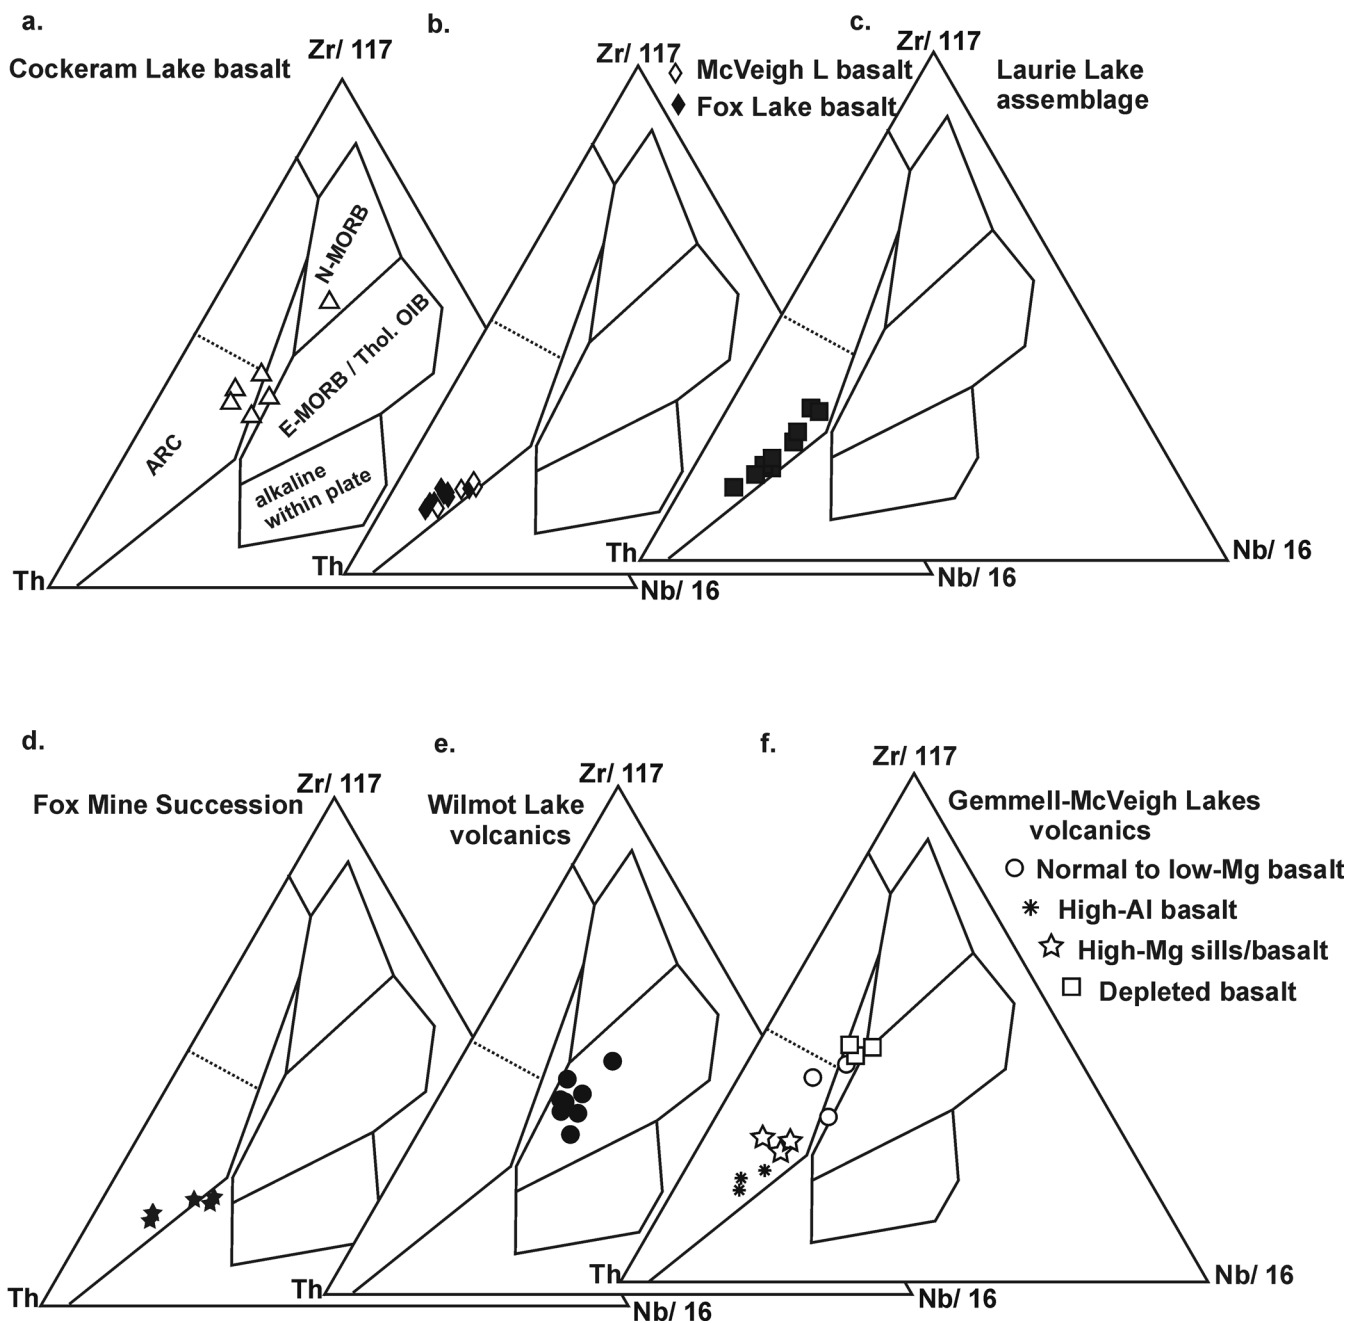 a.
Cockeram Lake basalt
Zr/ 117
N-MORB
E-MORB / Thol. OIB
ARC
alkaline
within plate
Th
Nb/ 16
b.
Zr/ 117
McVeigh L basalt
Fox Lake basalt
Th
Nb/ 16
c.
Zr/ 117
Laurie Lake
assemblage
Th
Nb/ 16
d.
Zr/ 117
Fox Mine Succession
Th
Nb/ 16
e.
Zr/ 117
Wilmot Lake
volcanics
Th
Nb/ 16
f.
Zr/ 117
Gemmell-McVeigh Lakes
volcanics
Normal to low-Mg basalt
High-Al basalt
High-Mg sills/basalt
Depleted basalt
Th
Nb/ 16